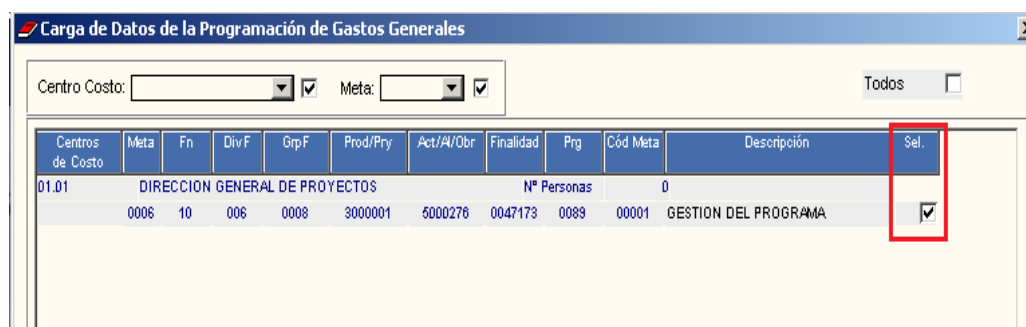 Carga de Datos de la Programación de Gastos Generales
Centro Costo: Meta: Todos
Centros de Costo Meta Fn DivF GrpF Prod/Pry Act/Al/Obr Finalidad Prg Cód Meta Descripción Sel.
01.01 DIRECCION GENERAL DE PROYECTOS Nº Personas 0
0006 10 006 0008 3000001 5000276 0047173 0089 00001 GESTION DEL PROGRAMA